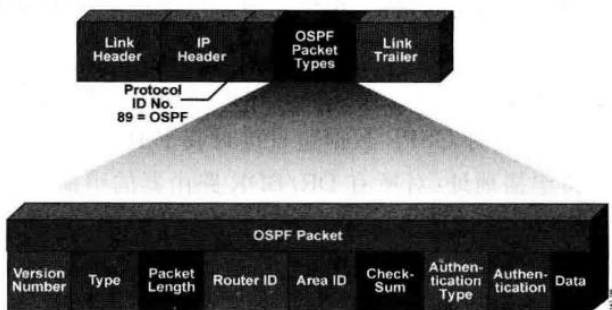 Link
Header
IP
Header
OSPF
Packet
Types
Link
Trailer
Protocol
ID No.
89 = OSPF
OSPF Packet
Version
Number
Type
Packet
Length
Router ID
Area ID
Check-
Sum
Authen-
tication
Type
Authen-
tication
Data